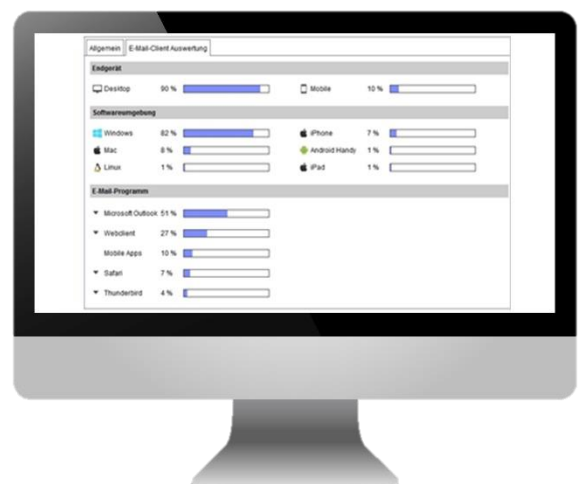 Allgemein E-Mail-Client Auswertung
Endgerät
Desktop 90 % Mobile 10 %
Softwareumgebung
Windows 82 % iPhone 7 %
Mac 8 % Android Handy 1 %
Linux 1 % iPad 1 %
E-Mail-Programm
Microsoft Outlook 51 %
Webclient 27 %
Mobile Apps 10 %
Safari 7 %
Thunderbird 4 %